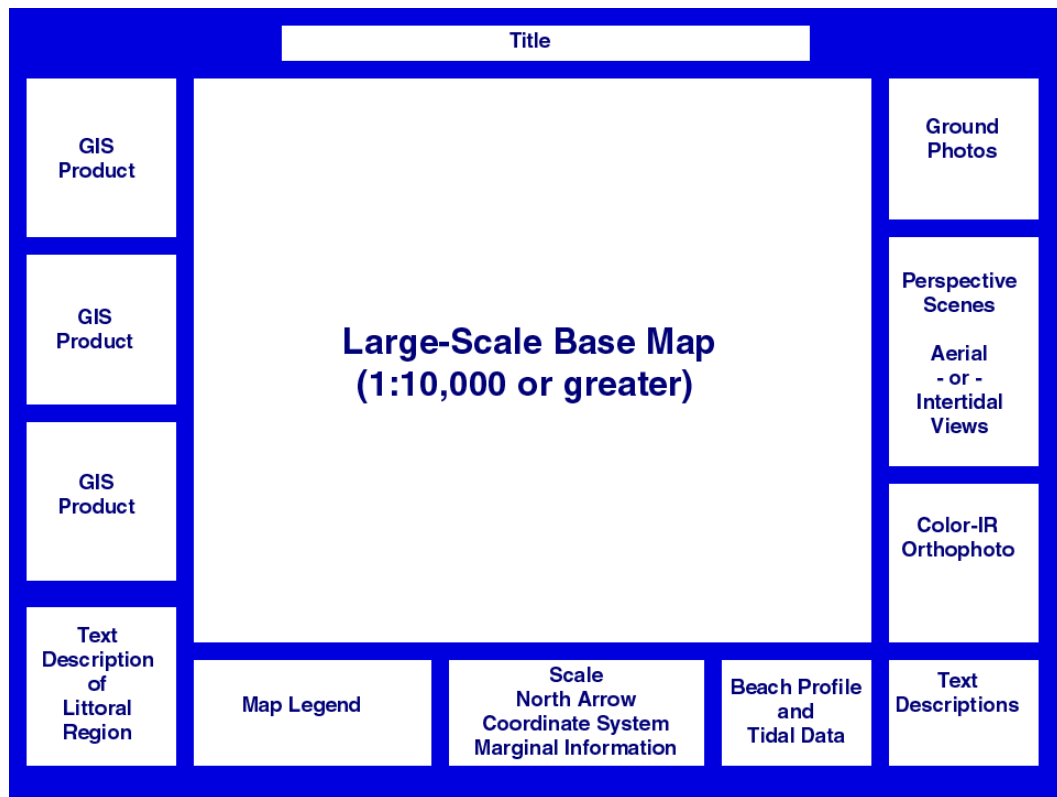 Title
GIS
Product
GIS
Product
GIS
Product
Text
Description
of
Littoral
Region
Large-Scale Base Map
(1:10,000 or greater)
Ground
Photos
Perspective
Scenes
Aerial
- or -
Intertidal
Views
Color-IR
Orthophoto
Map Legend
Scale
North Arrow
Coordinate System
Marginal Information
Beach Profile
and
Tidal Data
Text
Descriptions